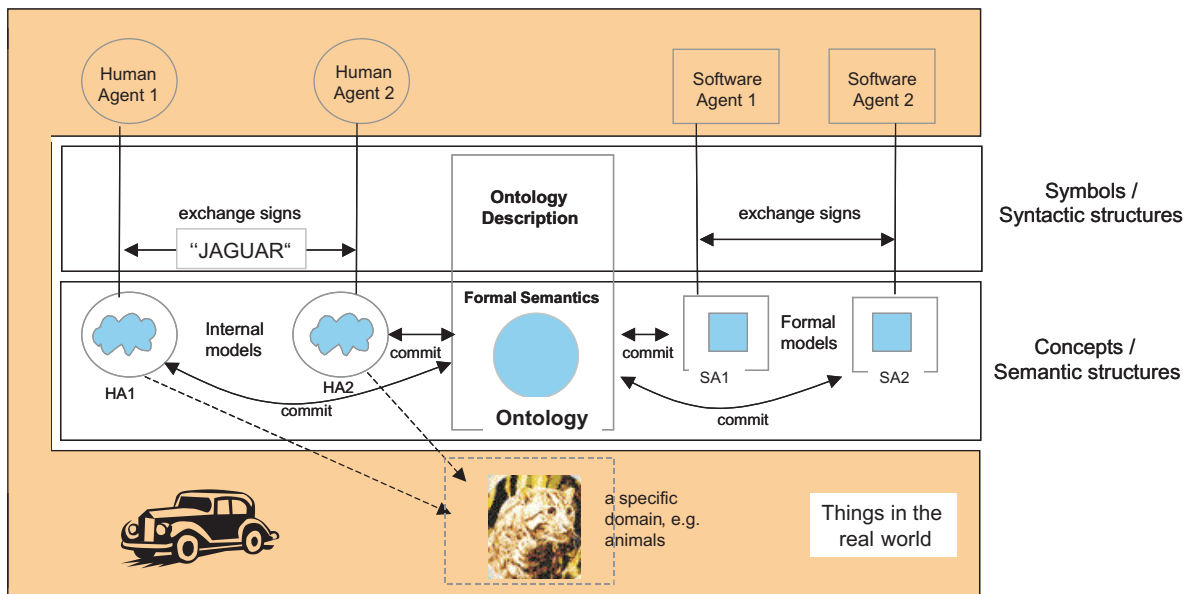 Human
Agent 1
Human
Agent 2
Software
Agent 1
Software
Agent 2
Ontology
Description
Symbols /
Syntactic structures
exchange signs
"JAGUAR"
exchange signs
Formal Semantics
Internal
models
Formal
models
commit
commit
Concepts /
Semantic structures
HA1
HA2
SA1
SA2
commit
Ontology
commit
a specific
domain, e.g.
animals
Things in the
real world